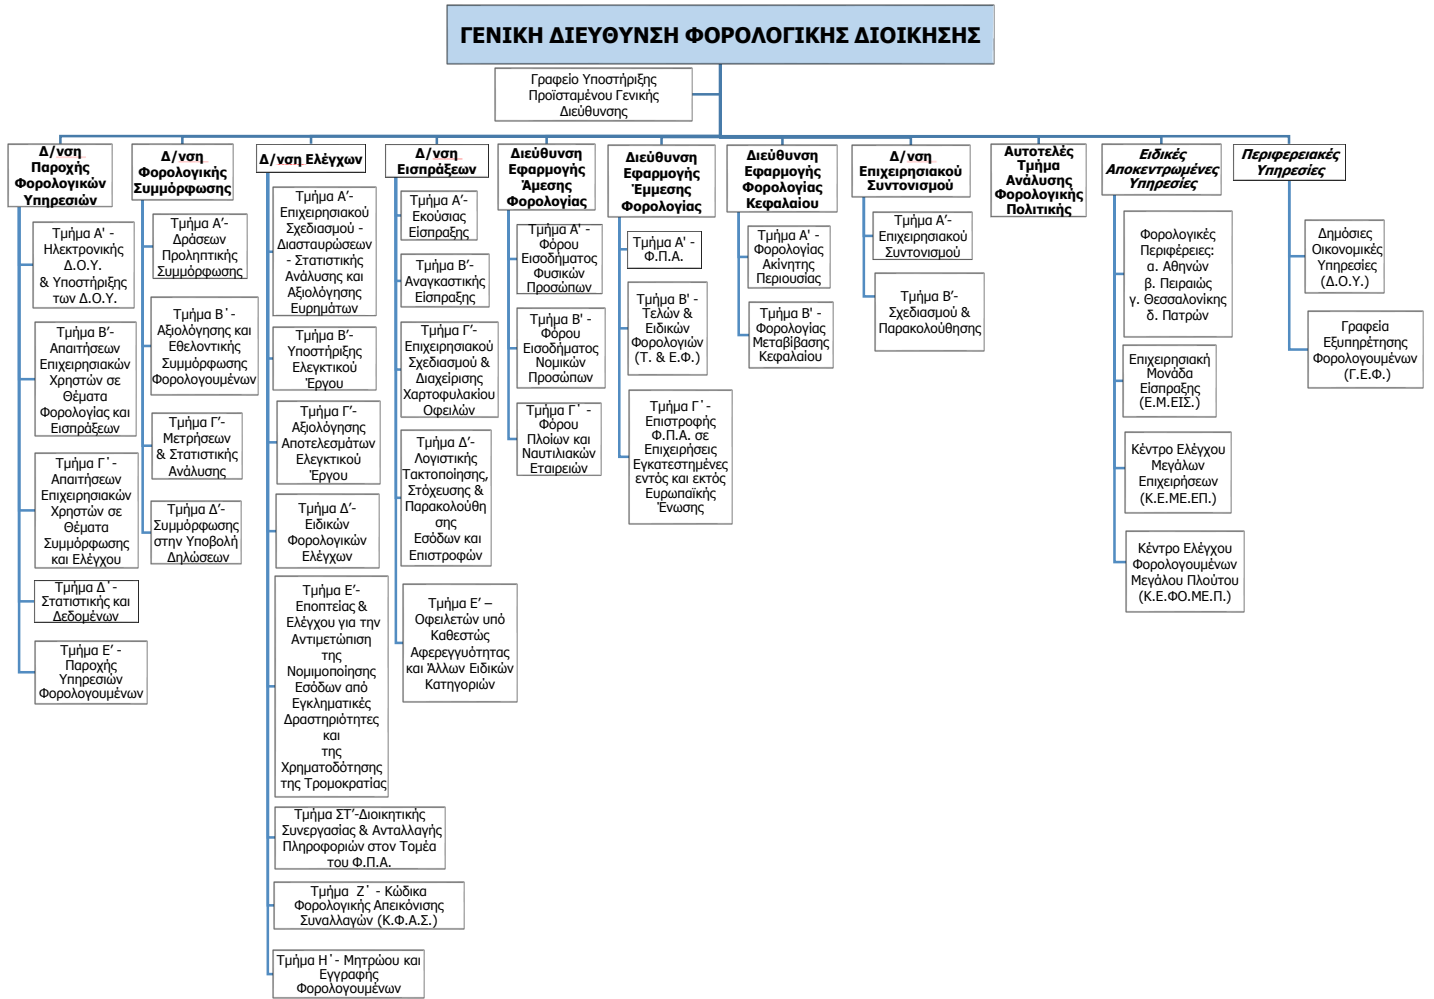 ΓΕΝΙΚΗ ΔΙΕΥΘΥΝΣΗ ΦΟΡΟΛΟΓΙΚΗΣ ΔΙΟΙΚΗΣΗΣ
Γραφείο Υποστήριξης
Προϊσταμένου Γενικής
Διεύθυνσης
Δ/νση
Παροχής
Φορολογικών
Υπηρεσιών
Τμήμα Α' -
Ηλεκτρονικής
Δ.Ο.Υ.
& Υποστήριξης
των Δ.Ο.Υ.
Τμήμα Β′-
Απαιτήσεων
Επιχειρησιακών
Χρηστών σε
Θέματα
Φορολογίας και
Εισπράξεων
Τμήμα Γ΄-
Απαιτήσεων
Επιχειρησιακών
Χρηστών σε
Θέματα
Συμμόρφωσης
και Ελέγχου
Τμήμα Δ΄-
Στατιστικής και
Δεδομένων
Τμήμα Ε′ -
Παροχής
Υπηρεσιών
Φορολογουμένων
Δ/νση
Φορολογικής
Συμμόρφωσης
Τμήμα Α′-
Δράσεων
Προληπτικής
Συμμόρφωσης
Τμήμα Β΄-
Αξιολόγησης και
Εθελοντικής
Συμμόρφωσης
Φορολογουμένων
Τμήμα Γ′-
Μετρήσεων
& Στατιστικής
Ανάλυσης
Τμήμα Δ′-
Συμμόρφωσης
στην Υποβολή
Δηλώσεων
Δ/νση Ελέγχων
Τμήμα Α′-
Επιχειρησιακού
Σχεδιασμού -
Διασταυρώσεων
- Στατιστικής
Ανάλυσης και
Αξιολόγησης
Ευρημάτων
Τμήμα Β′-
Υποστήριξης
Ελεγκτικού
Έργου
Τμήμα Γ′-
Αξιολόγησης
Αποτελεσμάτων
Ελεγκτικού
Έργου
Τμήμα Δ′-
Ειδικών
Φορολογικών
Ελέγχων
Τμήμα Ε′-
Εποπτείας &
Ελέγχου για την
Αντιμετώπιση
της
Νομιμοποίησης
Εσόδων από
Εγκληματικές
Δραστηριότητες
και
της
Χρηματοδότησης
της Τρομοκρατίας
Τμήμα ΣΤ′-Διοικητικής
Συνεργασίας & Ανταλλαγής
Πληροφοριών στον Τομέα
του Φ.Π.Α.
Τμήμα Ζ΄ - Κώδικα
Φορολογικής Απεικόνισης
Συναλλαγών (Κ.Φ.Α.Σ.)
Τμήμα Η΄- Μητρώου και
Εγγραφής
Φορολογουμένων
Δ/νση
Εισπράξεων
Τμήμα Α′-
Εκούσιας
Είσπραξης
Τμήμα Β′-
Αναγκαστικής
Είσπραξης
Τμήμα Γ′-
Επιχειρησιακού
Σχεδιασμού &
Διαχείρισης
Χαρτοφυλακίου
Οφειλών
Τμήμα Δ′-
Λογιστικής
Τακτοποίησης,
Στόχευσης &
Παρακολούθη
σης
Εσόδων και
Επιστροφών
Τμήμα Ε′ –
Οφειλετών υπό
Καθεστώς
Αφερεγγυότητας
και Άλλων Ειδικών
Κατηγοριών
Διεύθυνση
Εφαρμογής
Άμεσης
Φορολογίας
Τμήμα Α' -
Φόρου
Εισοδήματος
Φυσικών
Προσώπων
Τμήμα Β' -
Φόρου
Εισοδήματος
Νομικών
Προσώπων
Τμήμα Γ΄ -
Φόρου
Πλοίων και
Ναυτιλιακών
Εταιρειών
Διεύθυνση
Εφαρμογής
Έμμεσης
Φορολογίας
Τμήμα Α' -
Φ.Π.Α.
Τμήμα Β' -
Τελών &
Ειδικών
Φορολογιών
(Τ. & Ε.Φ.)
Τμήμα Γ΄ -
Επιστροφής
Φ.Π.Α. σε
Επιχειρήσεις
Εγκατεστημένες
εντός και εκτός
Ευρωπαϊκής
Ένωσης
Διεύθυνση
Εφαρμογής
Φορολογίας
Κεφαλαίου
Τμήμα Α' -
Φορολογίας
Ακίνητης
Περιουσίας
Τμήμα Β' -
Φορολογίας
Μεταβίβασης
Κεφαλαίου
Δ/νση
Επιχειρησιακού
Συντονισμού
Τμήμα Α′-
Επιχειρησιακού
Συντονισμού
Τμήμα Β′-
Σχεδιασμού &
Παρακολούθησης
Αυτοτελές
Τμήμα
Ανάλυσης
Φορολογικής
Πολιτικής
Ειδικές
Αποκεντρωμένες
Υπηρεσίες
Φορολογικές
Περιφέρειες:
α. Αθηνών
β. Πειραιώς
γ. Θεσσαλονίκης
δ. Πατρών
Επιχειρησιακή
Μονάδα
Είσπραξης
(Ε.Μ.ΕΙΣ.)
Κέντρο Ελέγχου
Μεγάλων
Επιχειρήσεων
(Κ.Ε.ΜΕ.ΕΠ.)
Κέντρο Ελέγχου
Φορολογουμένων
Μεγάλου Πλούτου
(Κ.Ε.ΦΟ.ΜΕ.Π.)
Περιφερειακές
Υπηρεσίες
Δημόσιες
Οικονομικές
Υπηρεσίες
(Δ.Ο.Υ.)
Γραφεία
Εξυπηρέτησης
Φορολογουμένων
(Γ.Ε.Φ.)